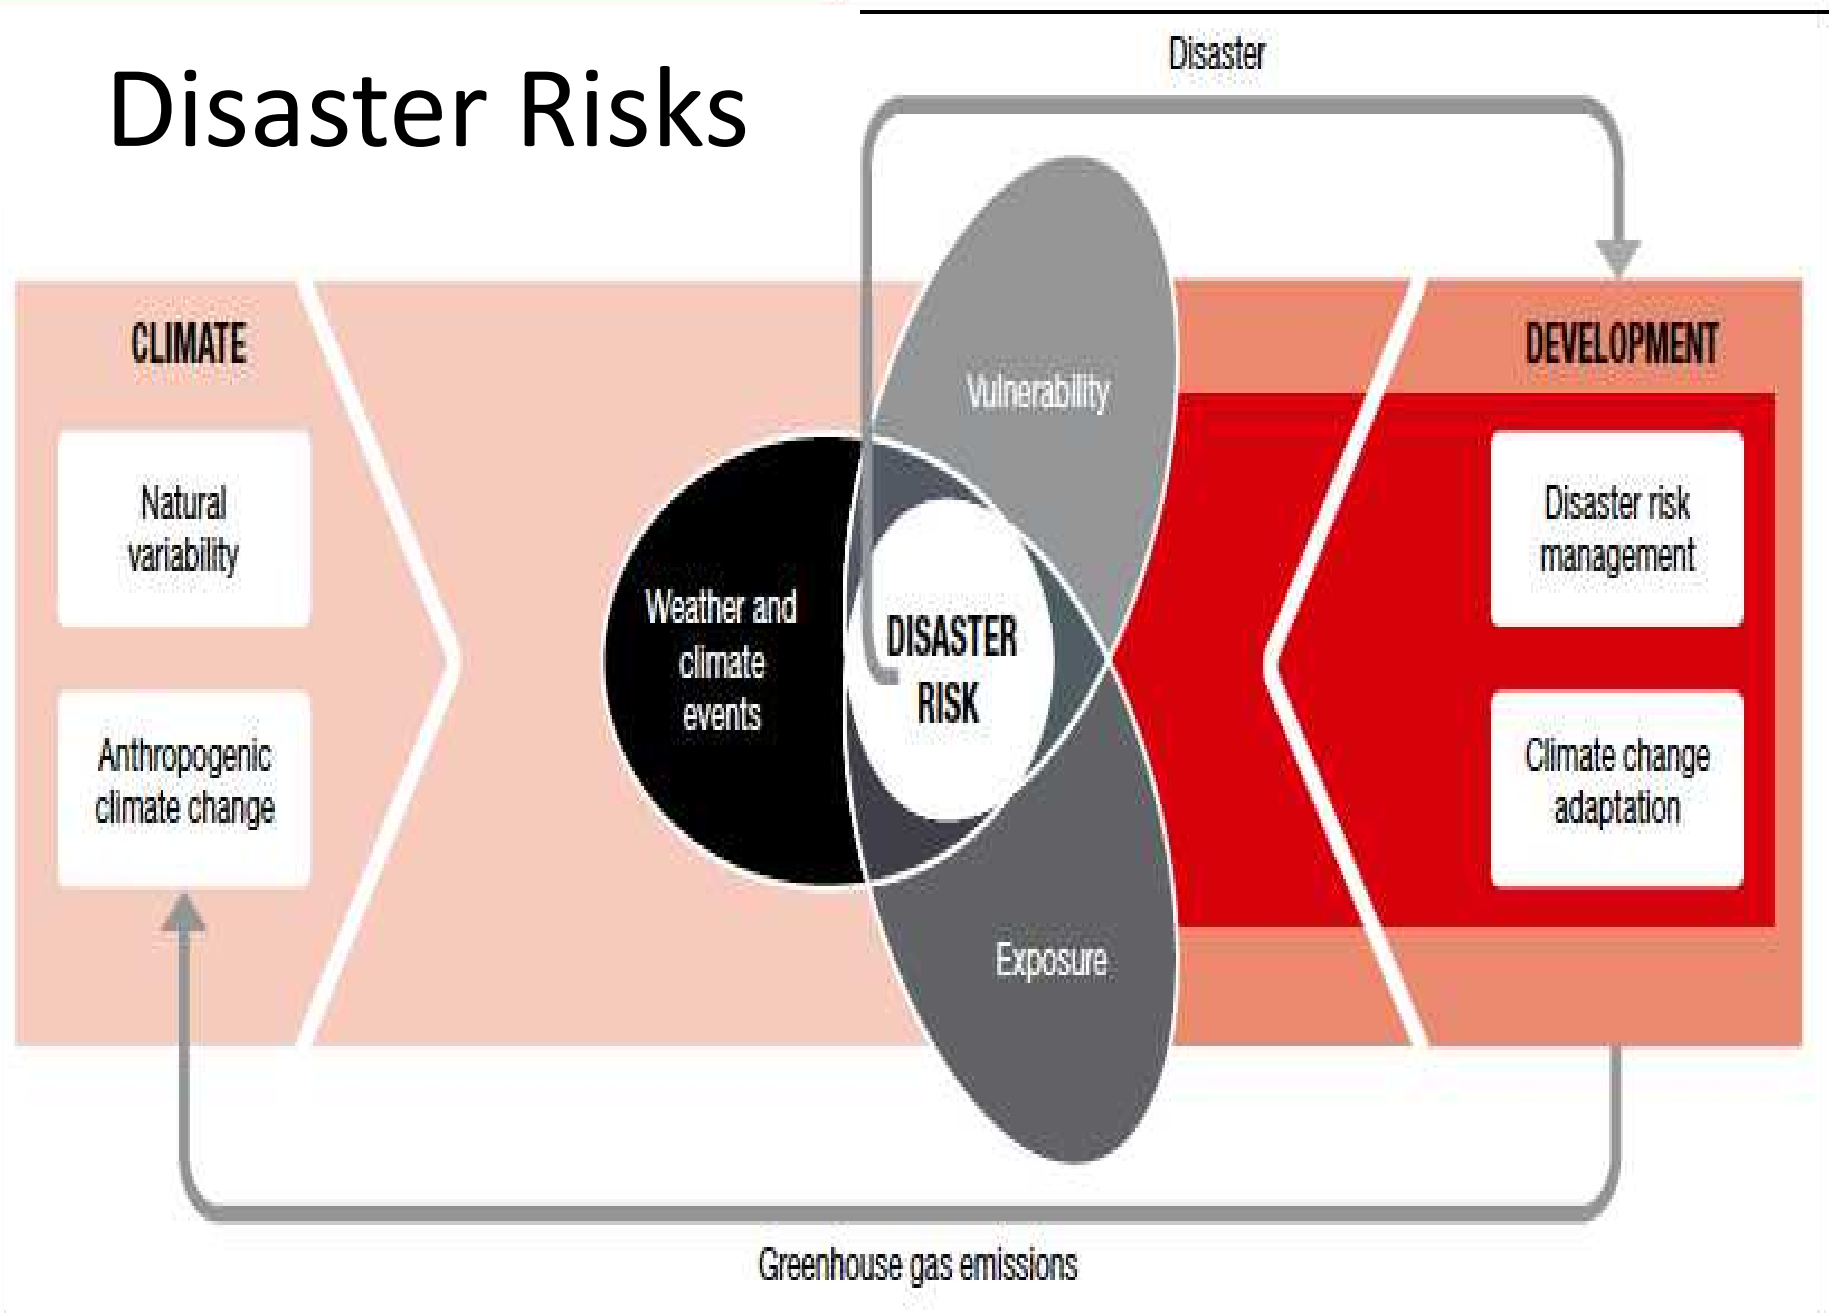 Disaster Risks
Disaster
CLIMATE
Natural
variability
Anthropogenic
climate change
Weather and
climate
events
Vulnerability
DISASTER
RISK
Exposure
DEVELOPMENT
Disaster risk
management
Climate change
adaptation
Greenhouse gas emissions